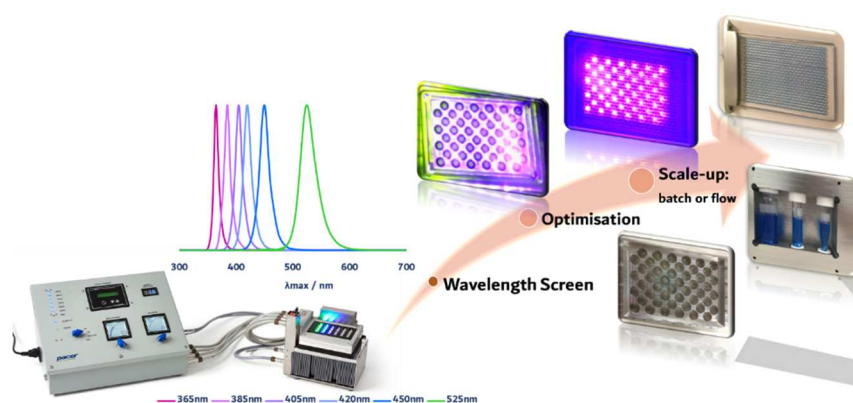 Scale-up:
batch or flow
Optimisation
Wavelength Screen
300 400 500 600 700
λmax / nm
pacer
365nm 385nm 405nm 420nm 450nm 525nm